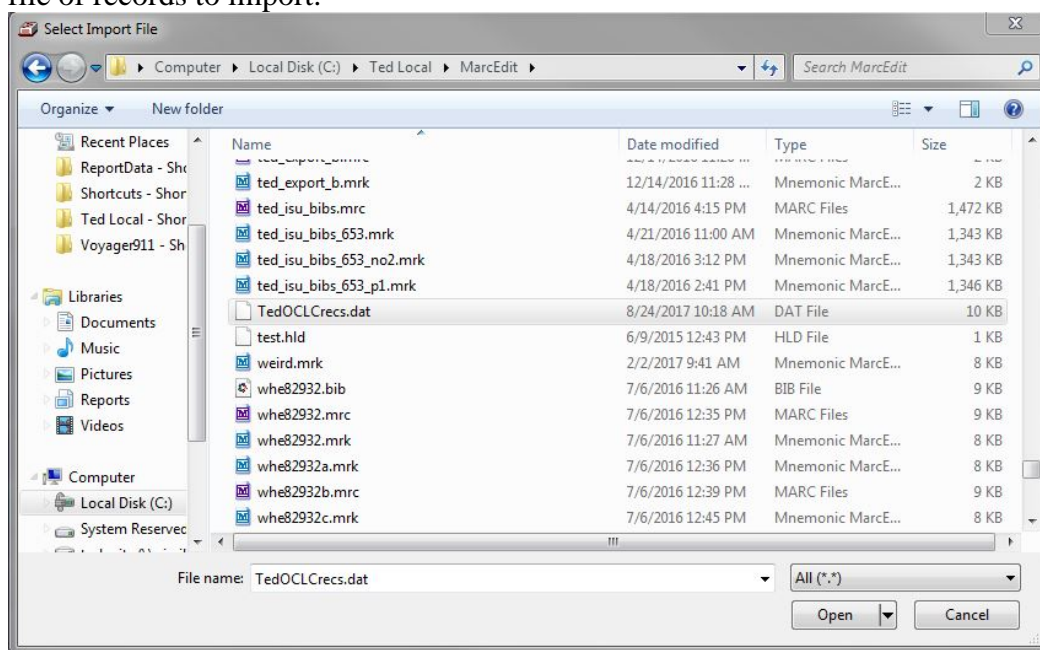 file of records to import.
Select Import File
Computer ▸ Local Disk (C:) ▸ Ted Local ▸ MarcEdit ▸
Search MarcEdit
Organize New folder
Name Date modified Type Size
ted_export_b.mrk 12/14/2016 11:28 ... Mnemonic MarcE... 2 KB
ted_isu_bibs.mrc 4/14/2016 4:15 PM MARC Files 1,472 KB
ted_isu_bibs_653.mrk 4/21/2016 11:00 AM Mnemonic MarcE... 1,343 KB
ted_isu_bibs_653_no2.mrk 4/18/2016 3:12 PM Mnemonic MarcE... 1,343 KB
ted_isu_bibs_653_p1.mrk 4/18/2016 2:41 PM Mnemonic MarcE... 1,346 KB
TedOCLCrecs.dat 8/24/2017 10:18 AM DAT File 10 KB
test.hld 6/9/2015 12:43 PM HLD File 1 KB
weird.mrk 2/2/2017 9:41 AM Mnemonic MarcE... 8 KB
whe82932.bib 7/6/2016 11:26 AM BIB File 9 KB
whe82932.mrc 7/6/2016 12:35 PM MARC Files 9 KB
whe82932.mrk 7/6/2016 11:27 AM Mnemonic MarcE... 8 KB
whe82932a.mrk 7/6/2016 12:36 PM Mnemonic MarcE... 8 KB
whe82932b.mrc 7/6/2016 12:39 PM MARC Files 9 KB
whe82932c.mrk 7/6/2016 12:45 PM Mnemonic MarcE... 8 KB
Recent Places
ReportData - Sho
Shortcuts - Shor
Ted Local - Shor
Voyager911 - Sh
Libraries
Documents
Music
Pictures
Reports
Videos
Computer
Local Disk (C:)
System Reserved
File name: TedOCLCrecs.dat
All (*.*)
Open Cancel